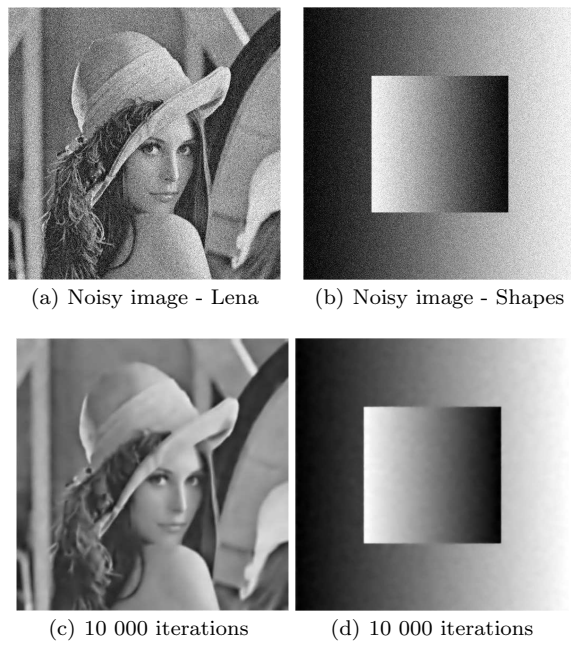 (a) Noisy image - Lena
(b) Noisy image - Shapes
(c) 10 000 iterations
(d) 10 000 iterations